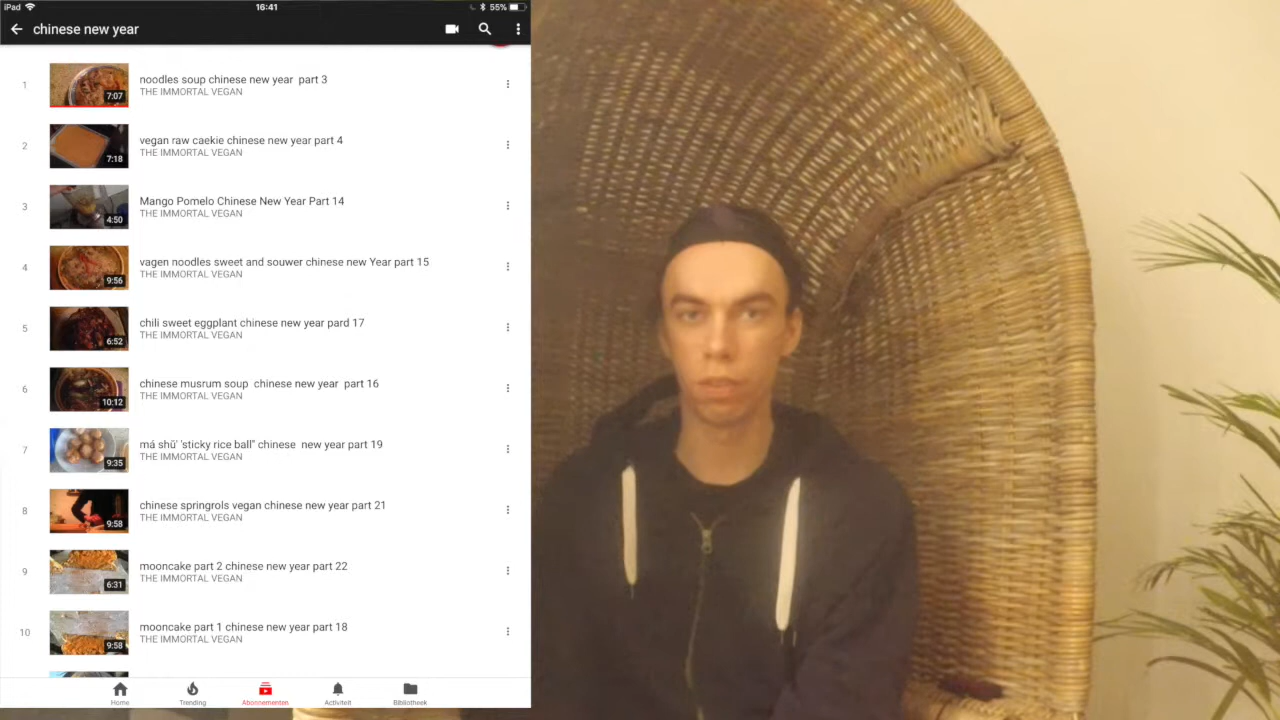 iPad 16:41 55%
chinese new year
1 noodles soup chinese new year part 3
THE IMMORTAL VEGAN
7:07
2 vegan raw caekie chinese new year part 4
THE IMMORTAL VEGAN
7:18
3 Mango Pomelo Chinese New Year Part 14
THE IMMORTAL VEGAN
4:50
4 vagen noodles sweet and souwer chinese new Year part 15
THE IMMORTAL VEGAN
9:56
5 chili sweet eggplant chinese new year pard 17
THE IMMORTAL VEGAN
6:52
6 chinese musrum soup chinese new year part 16
THE IMMORTAL VEGAN
10:12
7 má shŭ' 'sticky rice ball" chinese new year part 19
THE IMMORTAL VEGAN
9:35
8 chinese springrols vegan chinese new year part 21
THE IMMORTAL VEGAN
9:58
9 mooncake part 2 chinese new year part 22
THE IMMORTAL VEGAN
6:31
10 mooncake part 1 chinese new year part 18
THE IMMORTAL VEGAN
9:58
Home Trending Abonnementen Activiteit Bibliotheek